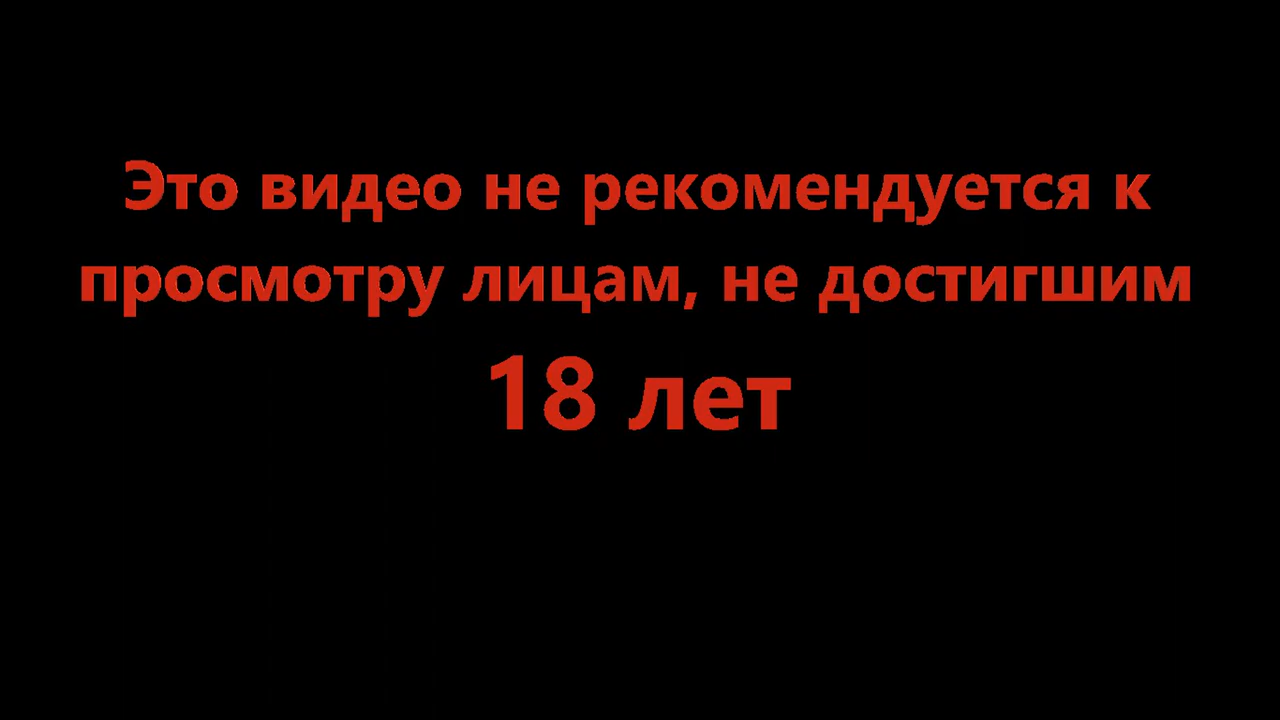 Это видео не рекомендуется к
просмотру лицам, не достигшим
18 лет